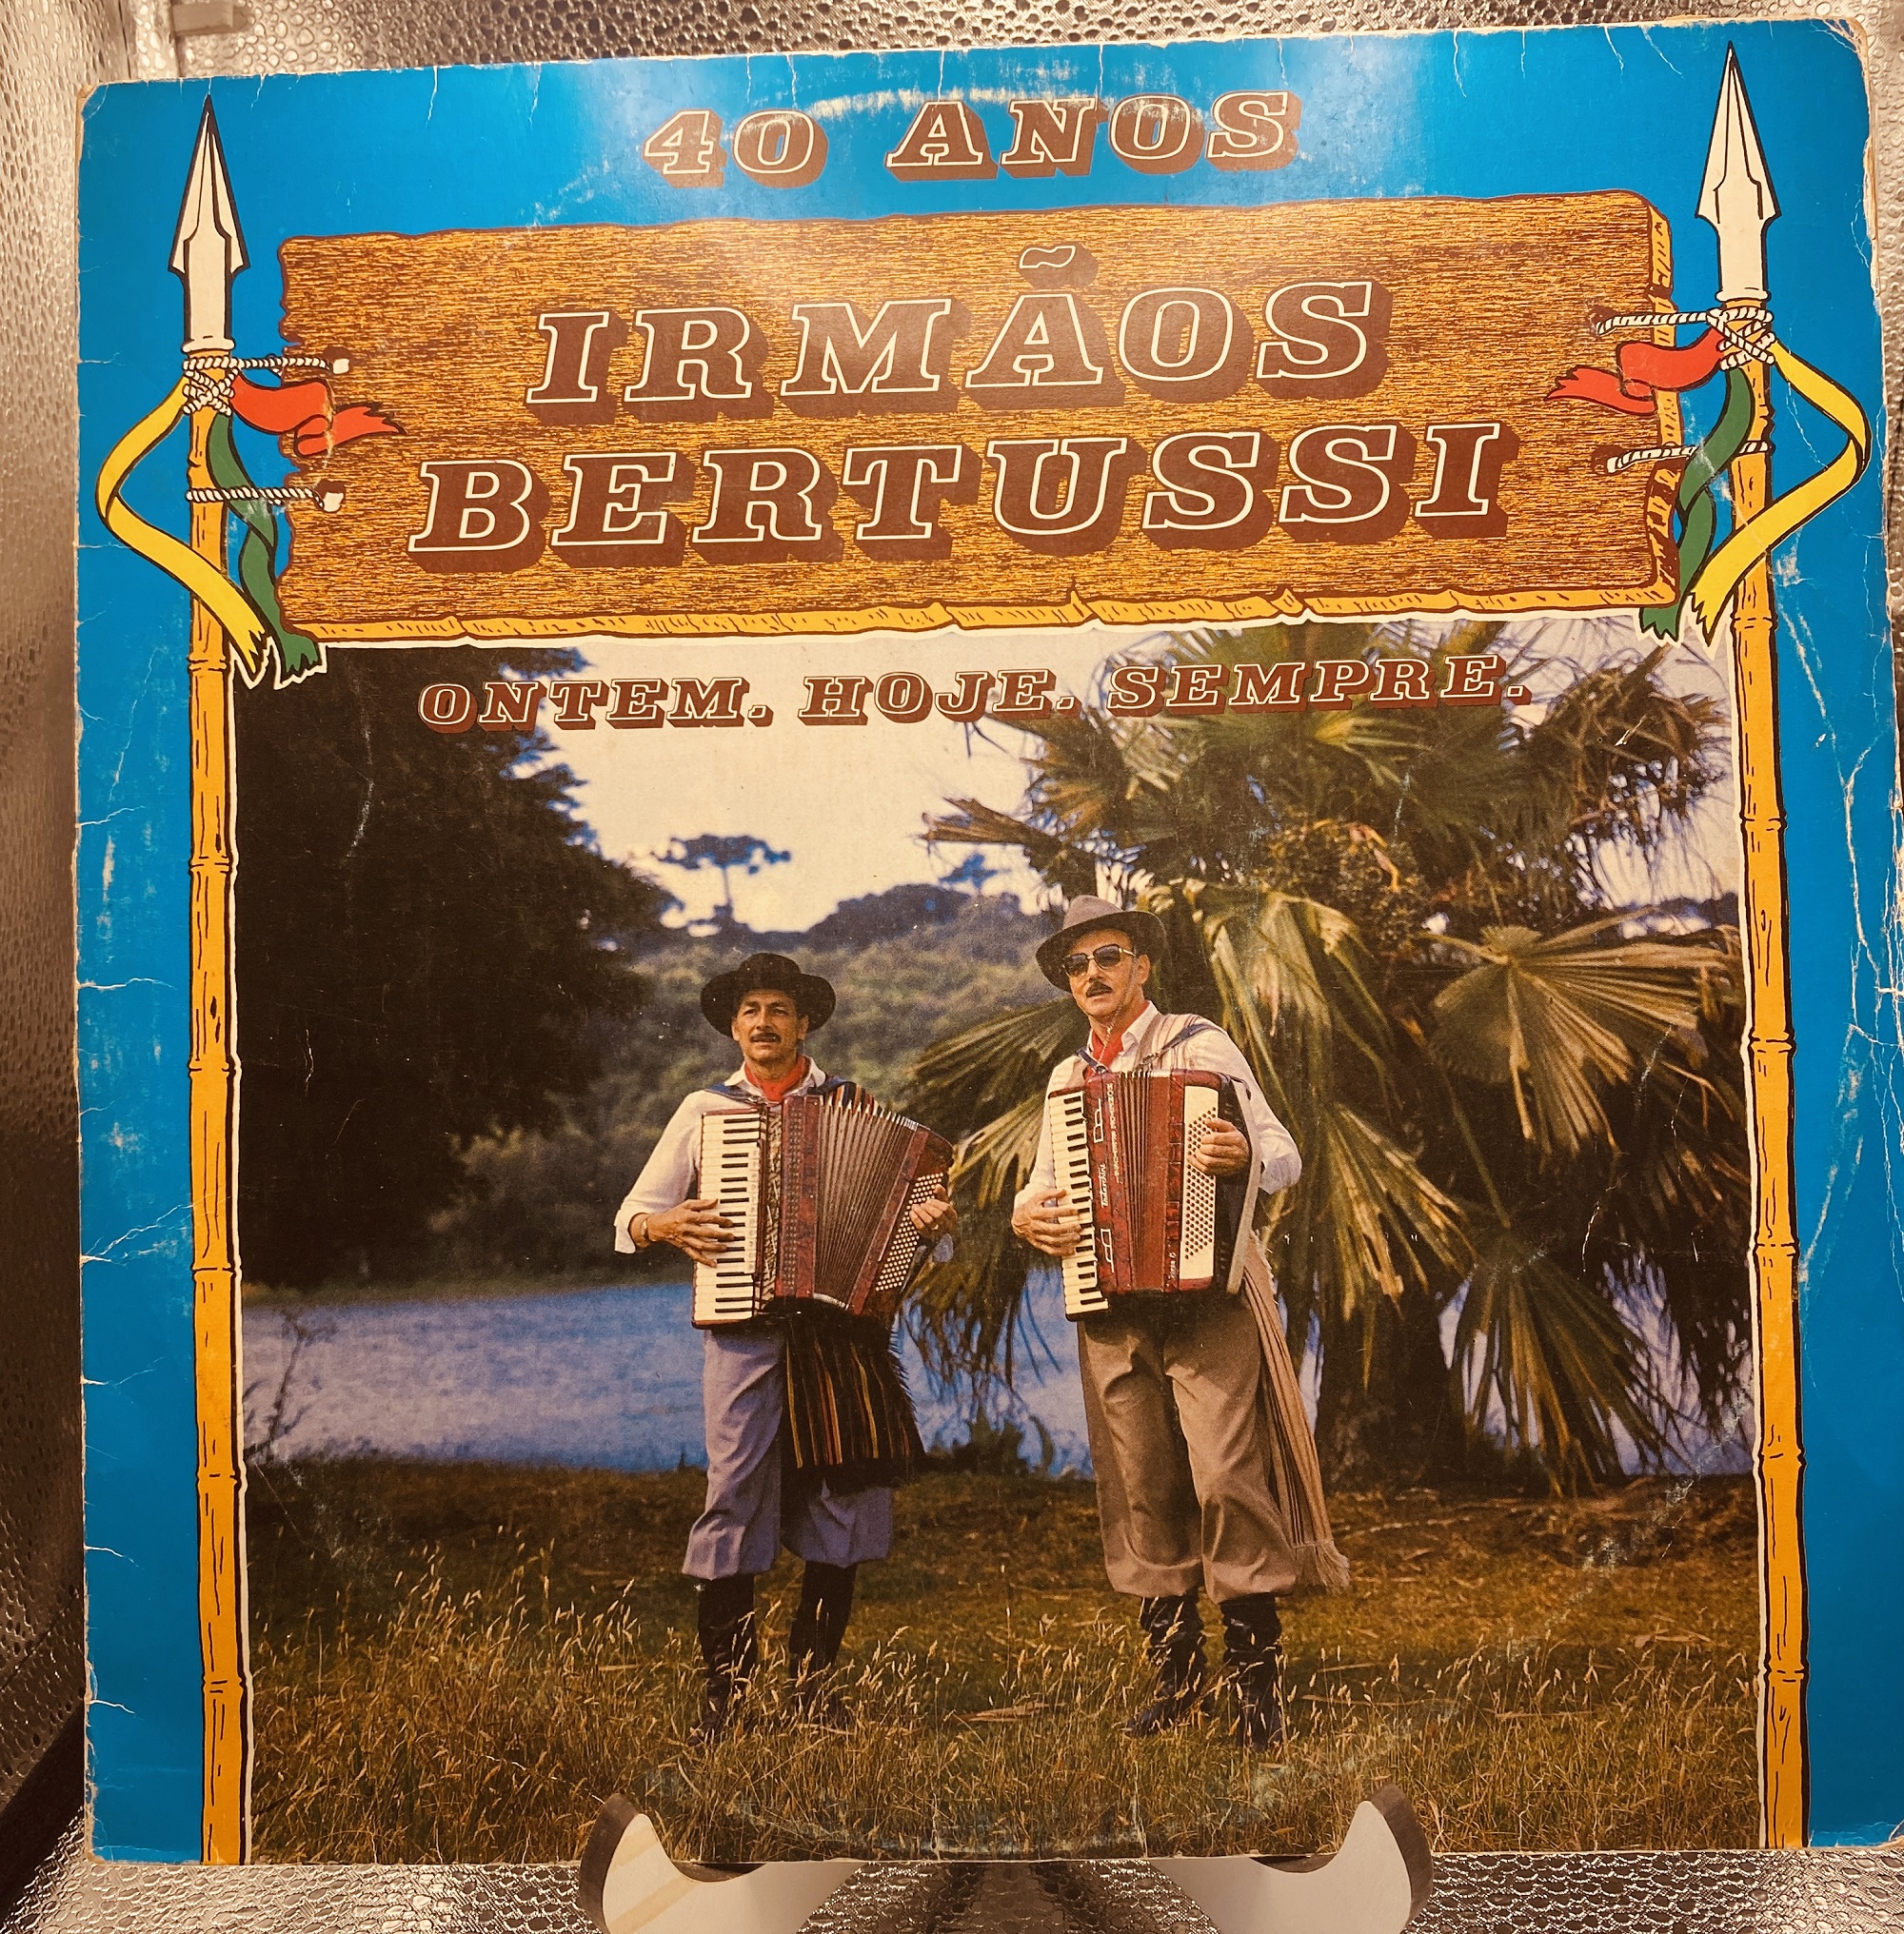 40 ANOS
IRMÃOS
BERTUSSI
ONTEM. HOJE. SEMPRE.